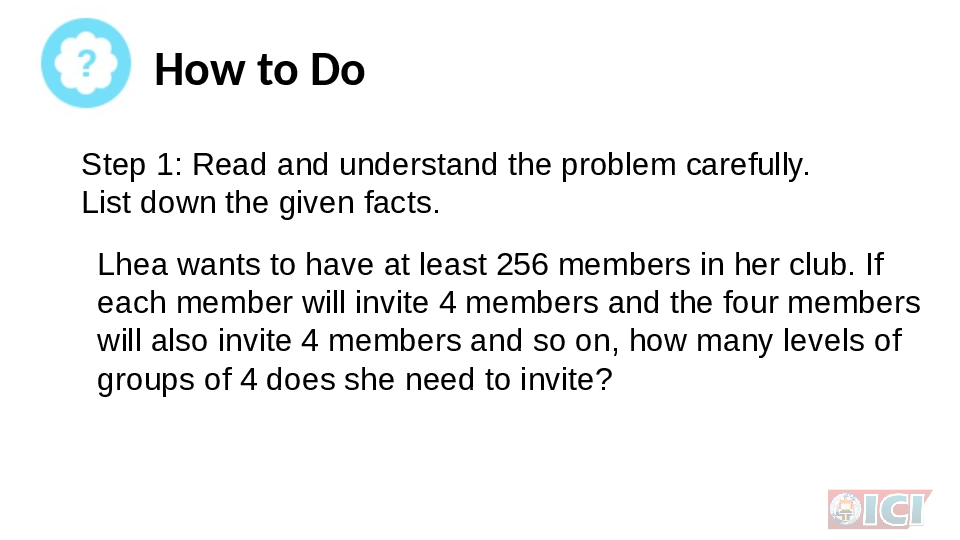 ?
How to Do
Step 1: Read and understand the problem carefully.
List down the given facts.
Lhea wants to have at least 256 members in her club. If
each member will invite 4 members and the four members
will also invite 4 members and so on, how many levels of
groups of 4 does she need to invite?
ICI